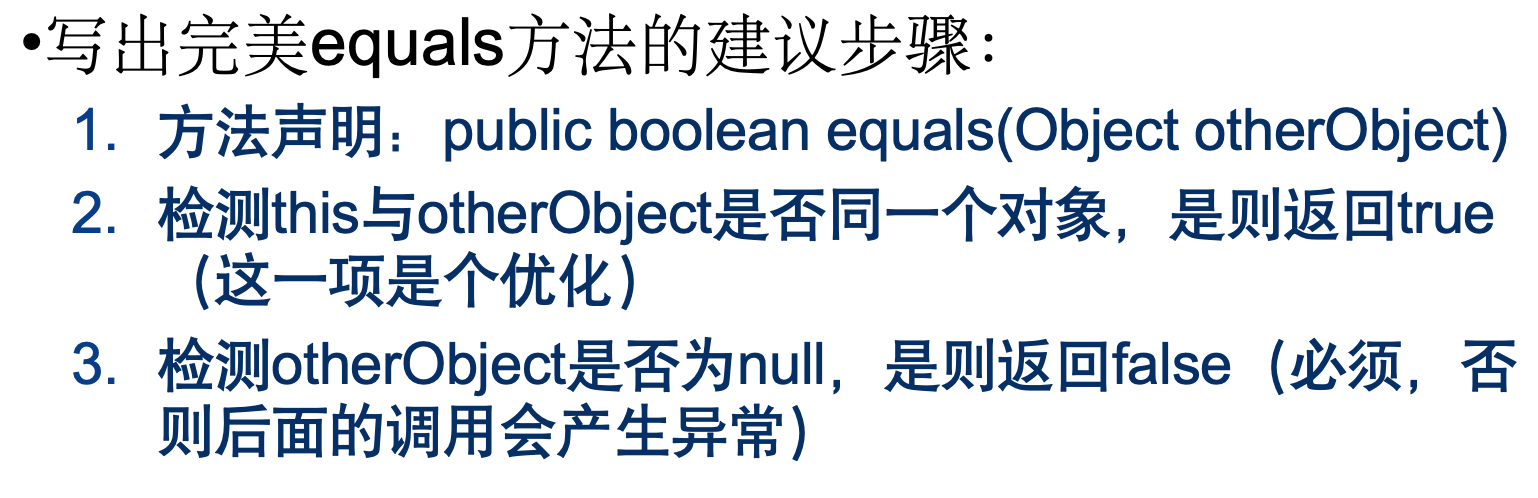 •写出完美equals方法的建议步骤：
1. 方法声明：public boolean equals(Object otherObject)
2. 检测this与otherObject是否同一个对象，是则返回true
（这一项是个优化）
3. 检测otherObject是否为null，是则返回false（必须，否
则后面的调用会产生异常）